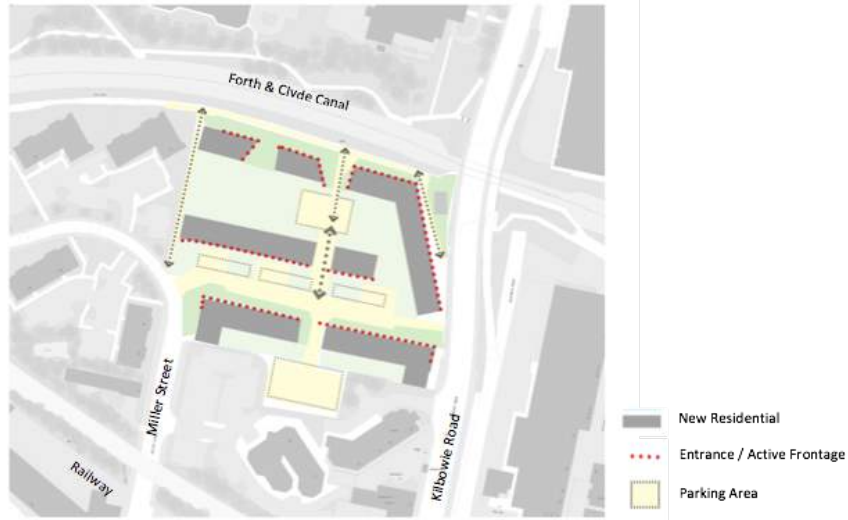 Forth & Clyde Canal
Miller Street
Kilbowie Road
Railway
New Residential
Entrance / Active Frontage
Parking Area